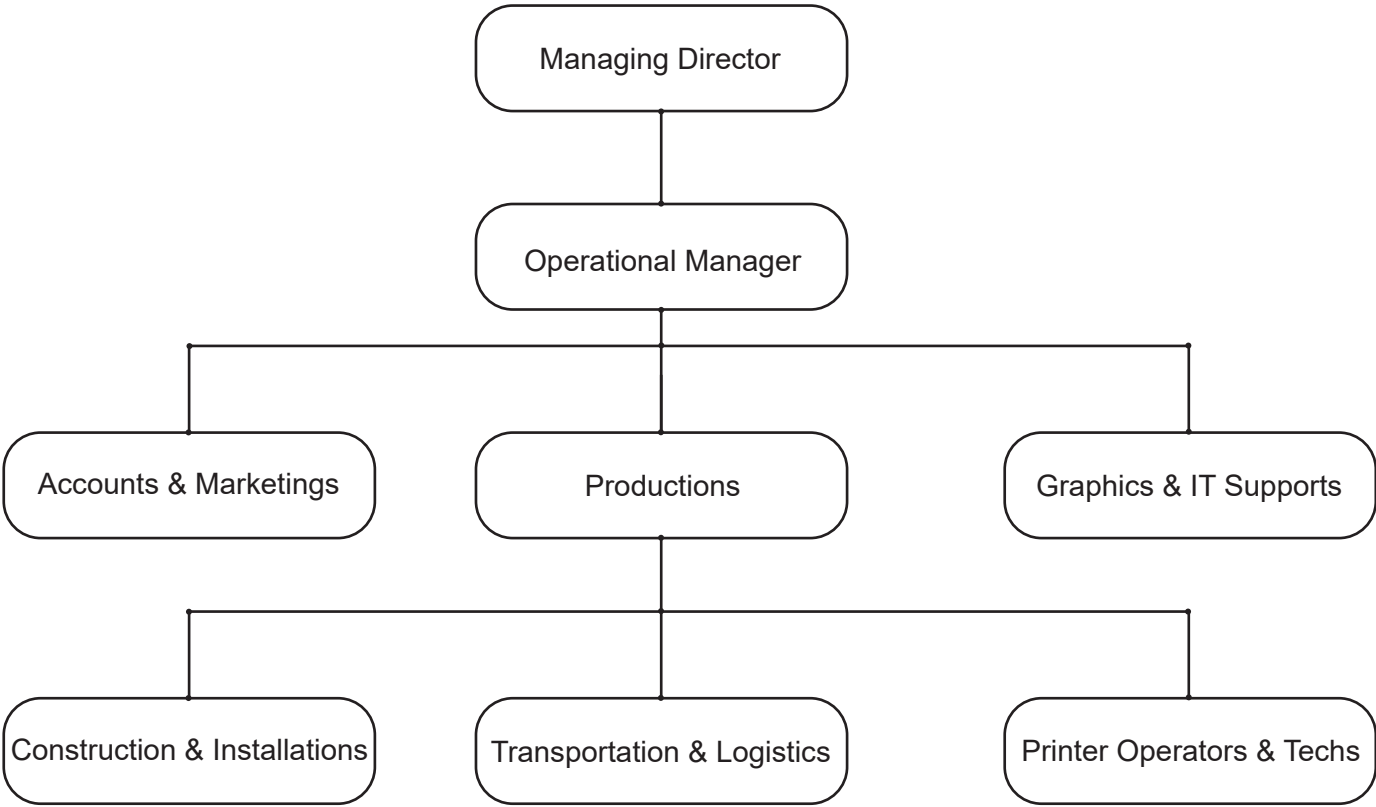 Managing Director
Operational Manager
Accounts & Marketings
Productions
Graphics & IT Supports
Construction & Installations
Transportation & Logistics
Printer Operators & Techs